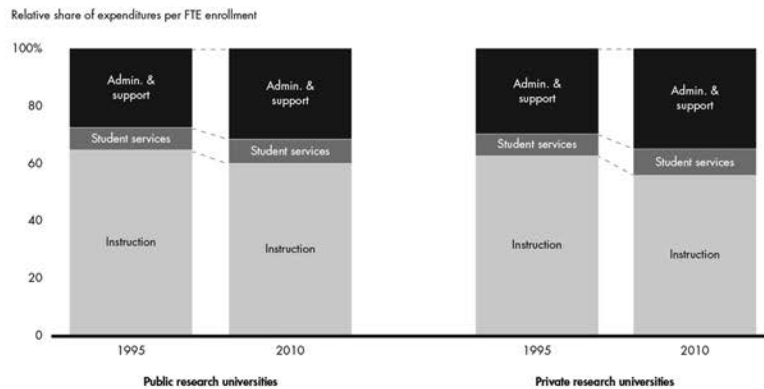 Relative share of expenditures per FTE enrollment
100%
80
60
40
20
0
Admin. &
support
Student services
Instruction
Admin. &
support
Student services
Instruction
Admin. &
support
Student services
Instruction
Admin. &
support
Student services
Instruction
1995
2010
1995
2010
Public research universities
Private research universities